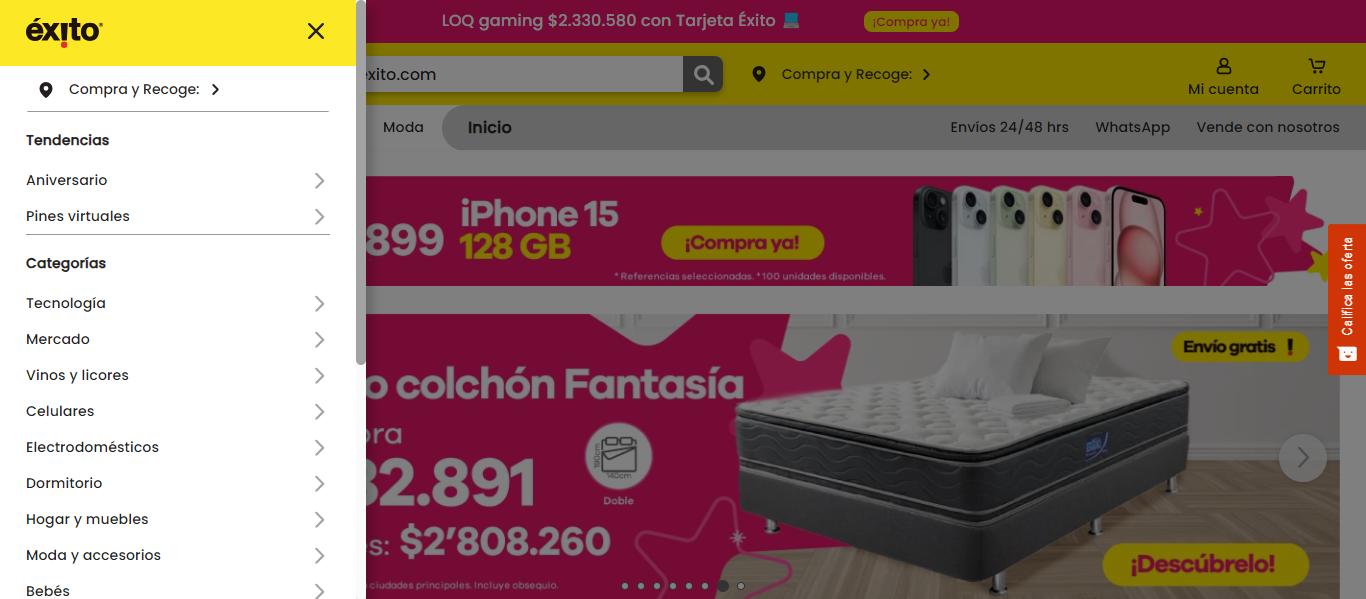 éxito
LOQ gaming $2.330.580 con Tarjeta Éxito
¡Compra ya!
Compra y Recoge:
Tendencias
Aniversario
Pines virtuales
Categorías
Tecnología
Mercado
Vinos y licores
Celulares
Electrodomésticos
Dormitorio
Hogar y muebles
Moda y accesorios
Bebés
exito.com
Compra y Recoge:
Mi cuenta
Carrito
Moda
Inicio
Envíos 24/48 hrs
WhatsApp
Vende con nosotros
899
iPhone 15
128 GB
¡Compra ya!
* Referencias seleccionadas. *100 unidades disponibles.
Califica las oferta
Envío gratis !
o colchón Fantasía
ora
32.891
190cm
140cm
Doble
es: $2'808.260
ciudades principales. Incluye obsequio.
¡Descúbrelo!